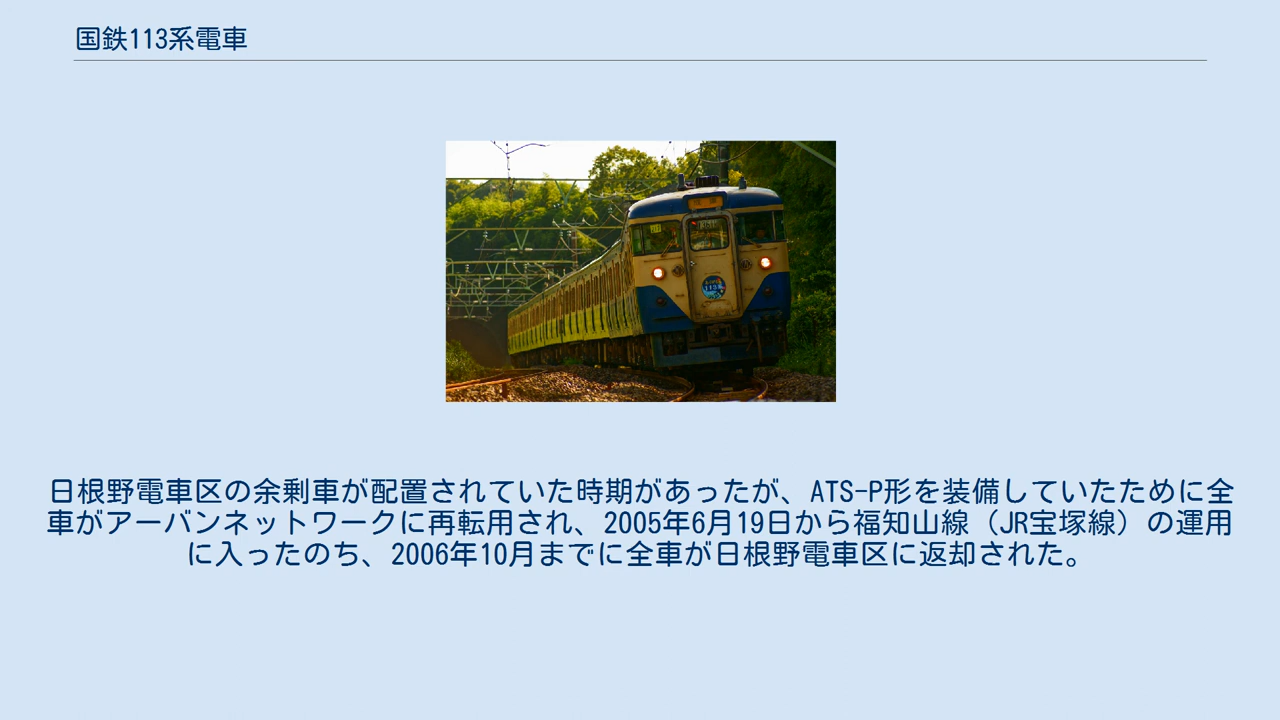 国鉄113系電車
日根野電車区の余剰車が配置されていた時期があったが、ATS-P形を装備していたために全
車がアーバンネットワークに再転用され、2005年6月19日から福知山線（JR宝塚線）の運用
に入ったのち、2006年10月までに全車が日根野電車区に返却された。